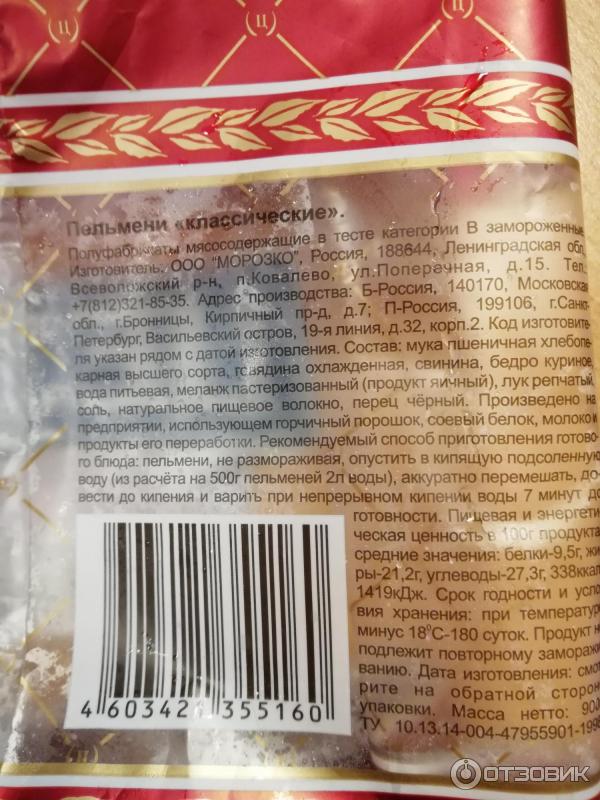 (Ц) (Ц)
Пельмени «классические».
Полуфабрикаты мясосодержащие в тесте категории В замороженные.
Изготовитель: ООО "МОРОЗКО", Россия, 188644, Ленинградская обл.,
Всеволожский р-н, п.Ковалево, ул.Поперечная, д.15. Тел.
+7(812)321-85-35. Адрес производства: Б-Россия, 140170, Московская
обл., г.Бронницы, Кирпичный пр-д, д.7; П-Россия, 199106, г.Санкт-
Петербург, Васильевский остров, 19-я линия, д.32, корп.2. Код изготовите-
ля указан рядом с датой изготовления. Состав: мука пшеничная хлебопе-
карная высшего сорта, говядина охлажденная, свинина, бедро куриное,
вода питьевая, меланж пастеризованный (продукт яичный), лук репчатый,
соль, натуральное пищевое волокно, перец чёрный. Произведено на
предприятии, использующем горчичный порошок, соевый белок, молоко и
продукты его переработки. Рекомендуемый способ приготовления готово-
го блюда: пельмени, не размораживая, опустить в кипящую подсоленную
воду (из расчёта на 500г пельменей 2л воды), аккуратно перемешать, до-
вести до кипения и варить при непрерывном кипении воды 7 минут до
готовности. Пищевая и энергети-
ческая ценность в 100г продукта
средние значения: белки-9,5г, жи
ры-21,2г, углеводы-27,3г, 338ккал
1419кДж. Срок годности и усло
вия хранения: при температур
минус 18°С-180 суток. Продукт н
подлежит повторному заморажи
ванию. Дата изготовления: смот
рите на обратной сторон
упаковки. Масса нетто: 900
ТУ 10.13.14-004-47955901-1998
4 603421 355160
(Ц)
ОТЗОВИК